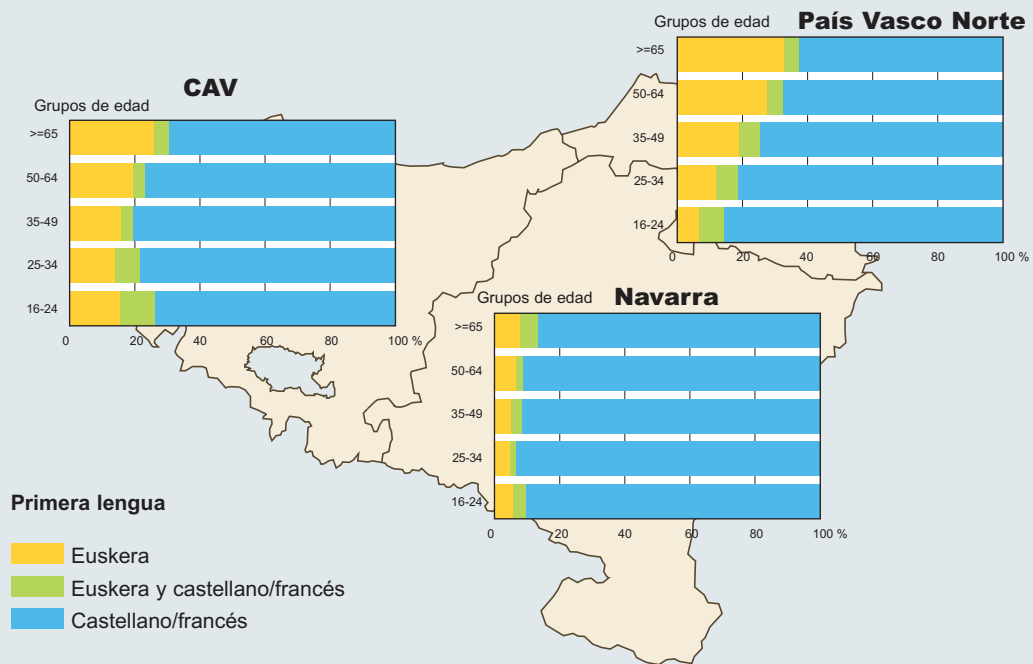 País Vasco Norte
Grupos de edad
>=65
50-64
35-49
25-34
16-24
0 20 40 60 80 100 %
CAV
Grupos de edad
>=65
50-64
35-49
25-34
16-24
0 20 40 60 80 100 %
Navarra
Grupos de edad
>=65
50-64
35-49
25-34
16-24
0 20 40 60 80 100 %
Primera lengua
Euskera
Euskera y castellano/francés
Castellano/francés